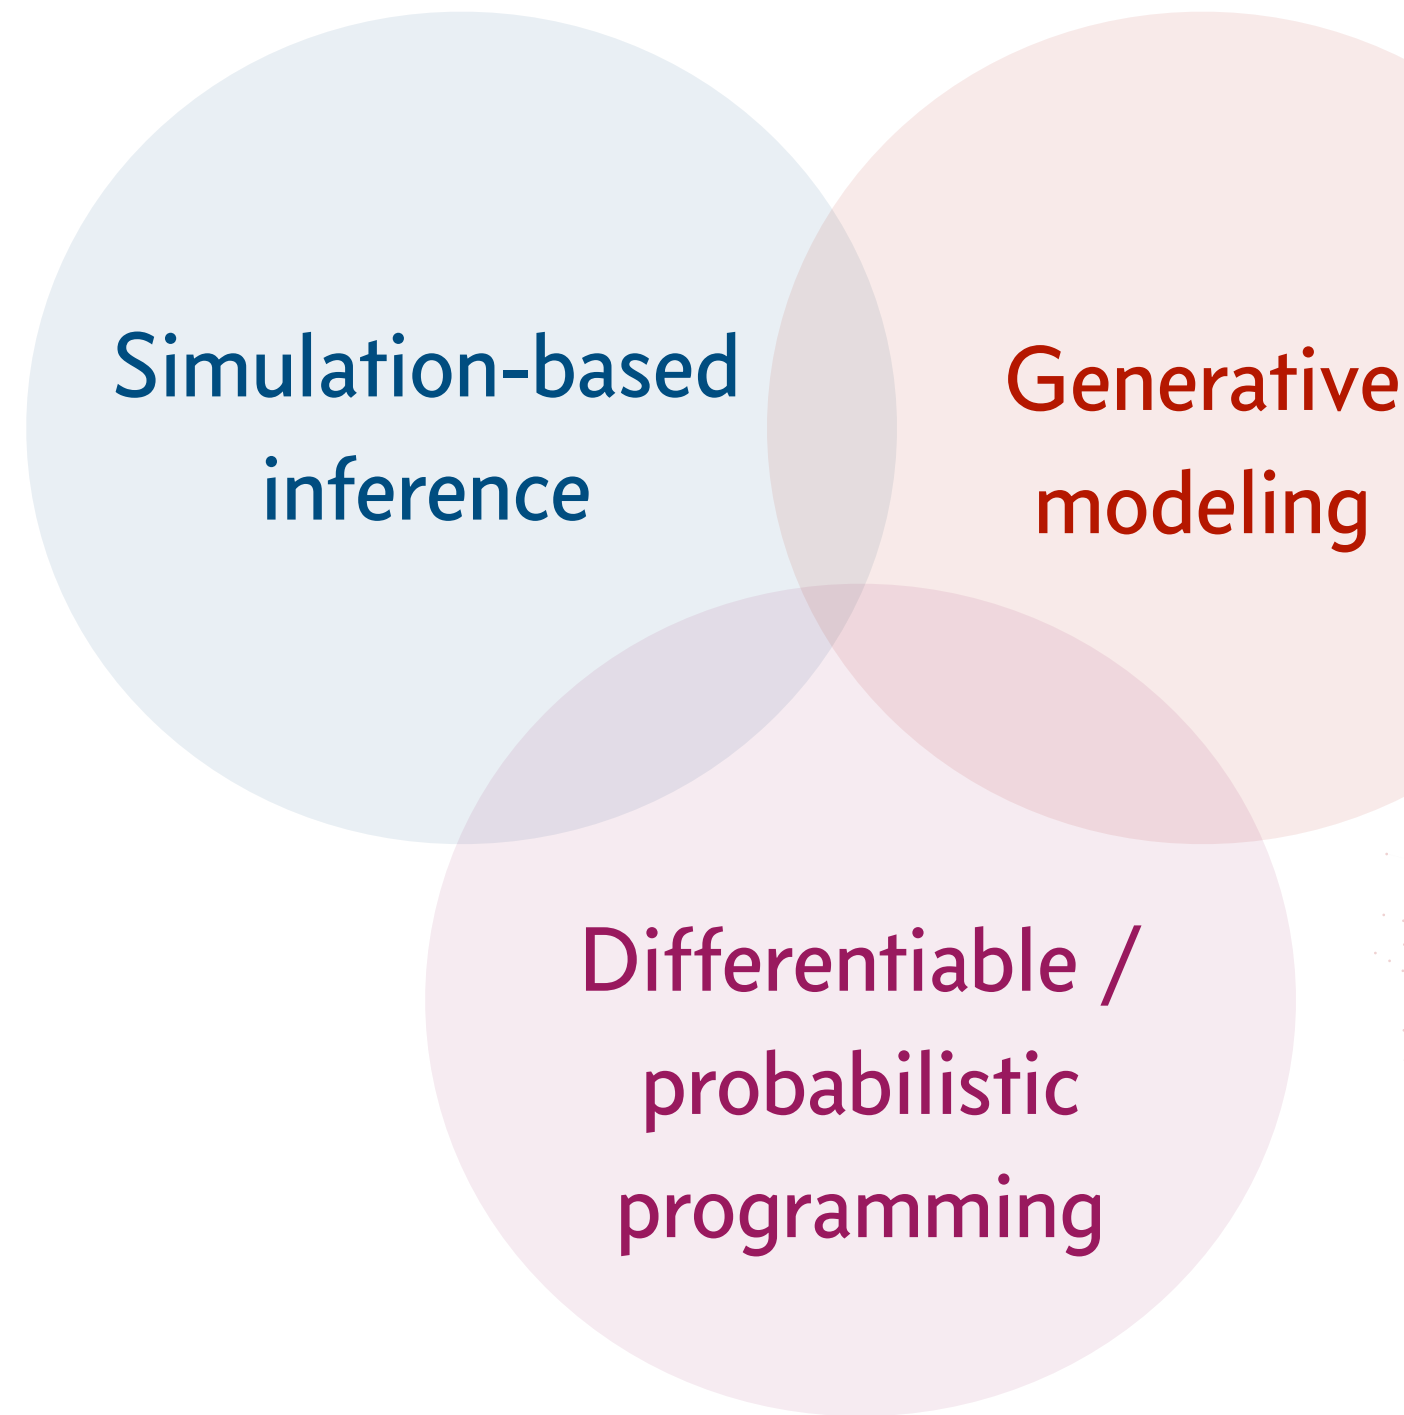 Simulation-based
inference
Generative
modeling
Differentiable /
probabilistic
programming